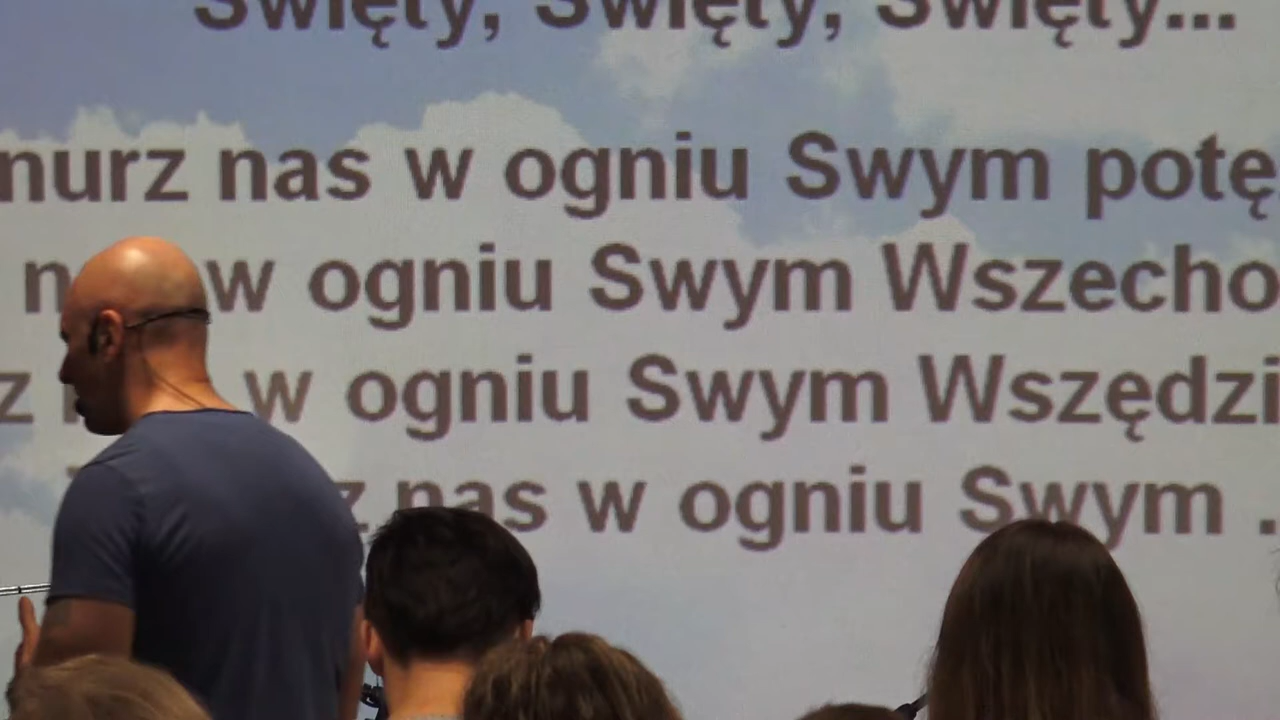 Święty, Święty, Święty...
nurz nas w ogniu Swym potę
w ogniu Swym Wszecho
z w ogniu Swym Wszędzi
z nas w ogniu Swym .